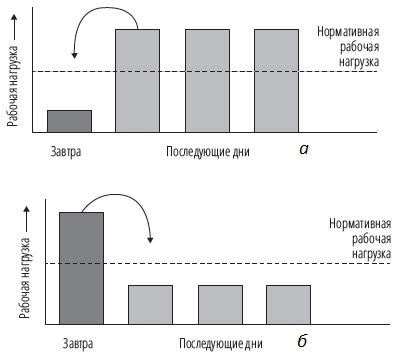 Рабочая нагрузка
Нормативная
рабочая
нагрузка
Завтра
Последующие дни
а
Рабочая нагрузка
Нормативная
рабочая
нагрузка
Завтра
Последующие дни
б